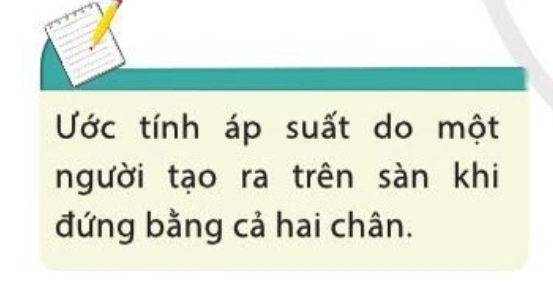 Ước tính áp suất do một
người tạo ra trên sàn khi
đứng bằng cả hai chân.